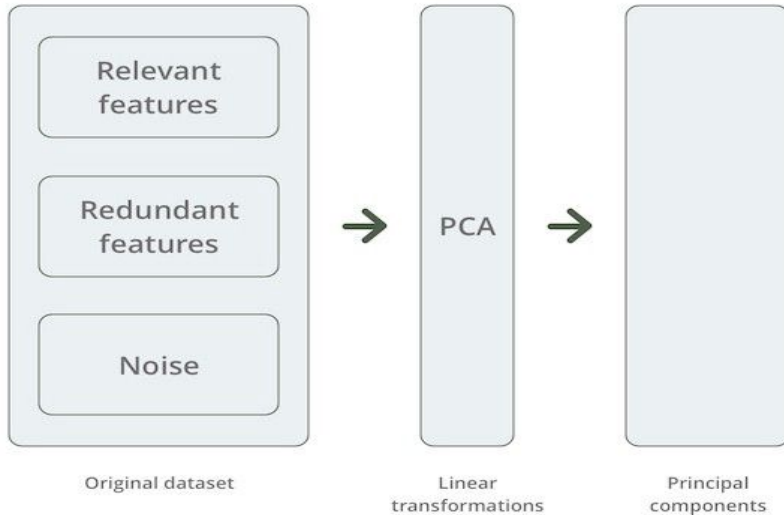 Relevant
features
Redundant
features
Noise
PCA
Original dataset
Linear
transformations
Principal
components